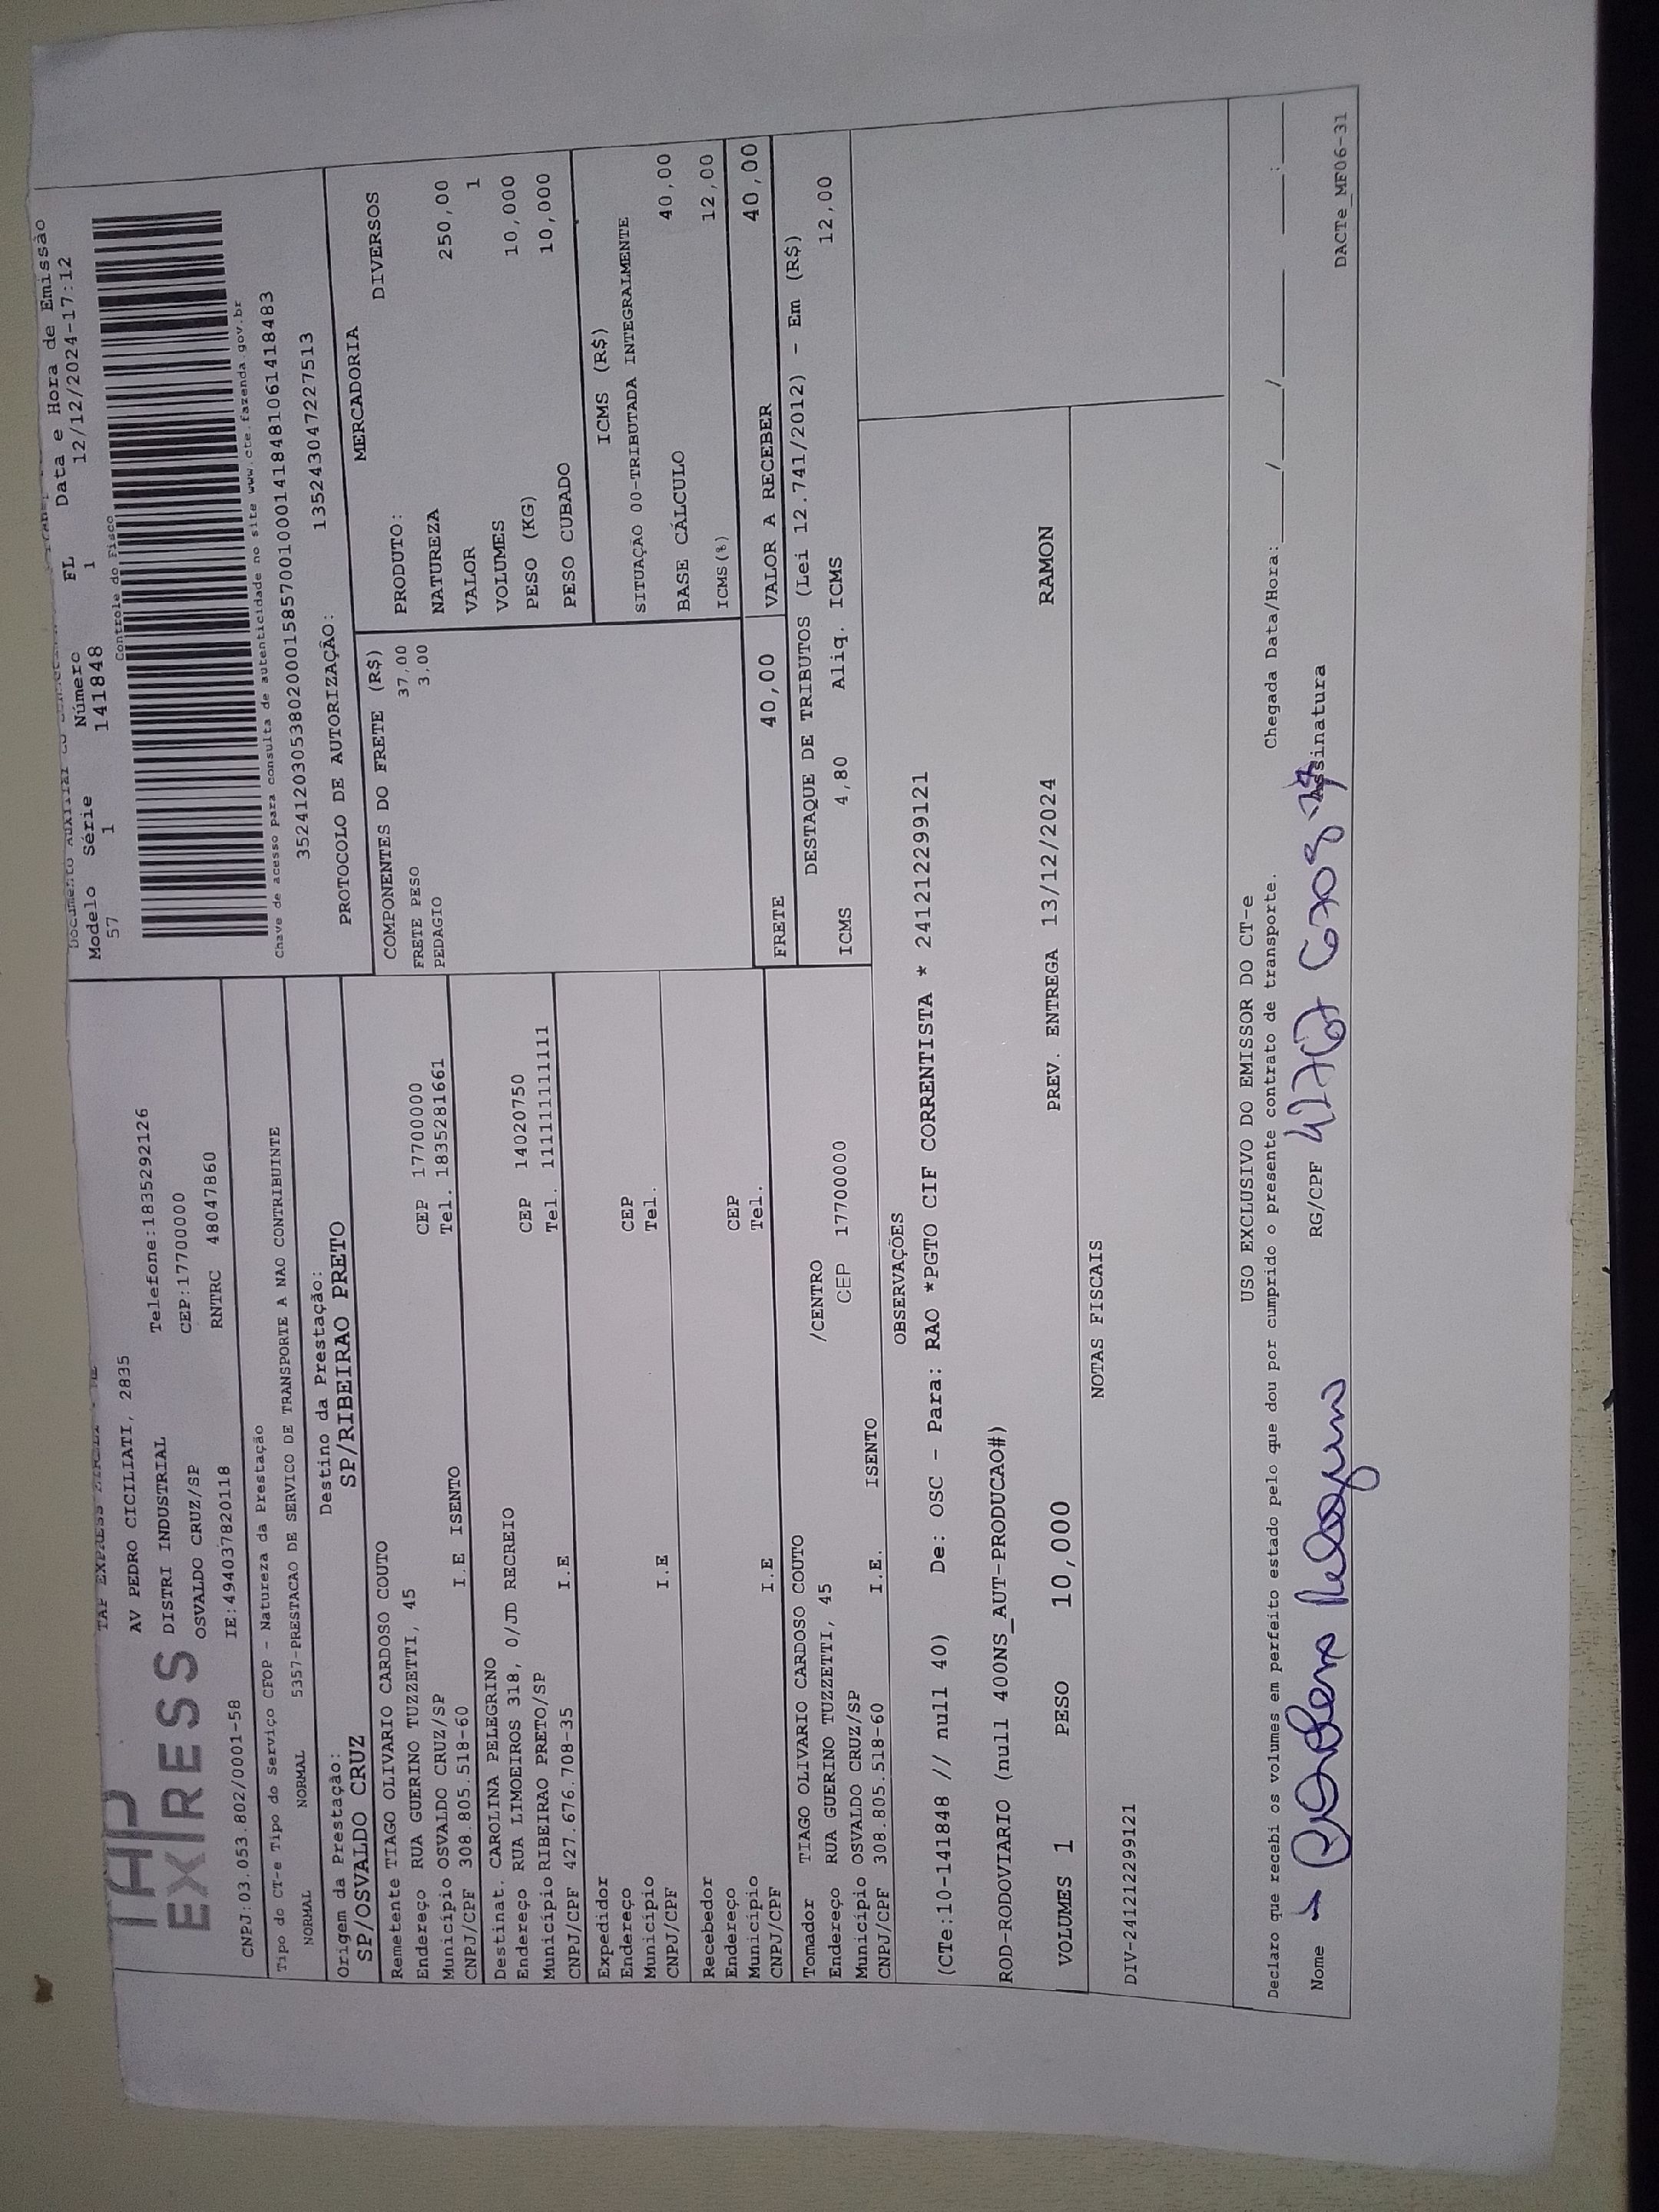 TAP EXPRESS
AV PEDRO CICILIATI, 2835
DISTRI INDUSTRIAL Telefone:1835292126
OSVALDO CRUZ/SP CEP:17700000
CNPJ:03.053.802/0001-58 IE:494037820118 RNTRC 48047860
Modelo Série Número FL Data e Hora de Emissão
57 1 141848 1 12/12/2024-17:12
Controle do Fisco
Chave de acesso para consulta de autenticidade no site www.cte.fazenda.gov.br
35241203053802000158570010001418481061418483
PROTOCOLO DE AUTORIZAÇÃO: 135243047227513
Tipo do CT-e Tipo do Serviço CFOP - Natureza da Prestação
NORMAL NORMAL 5357-PRESTACAO DE SERVICO DE TRANSPORTE A NAO CONTRIBUINTE
Origem da Prestação: Destino da Prestação:
SP/OSVALDO CRUZ SP/RIBEIRAO PRETO
Remetente TIAGO OLIVARIO CARDOSO COUTO
Endereço RUA GUERINO TUZZETTI, 45 CEP 17700000
Município OSVALDO CRUZ/SP Tel. 1835281661
CNPJ/CPF 308.805.518-60 I.E ISENTO
Destinat. CAROLINA PELEGRINO
Endereço RUA LIMOEIROS 318, 0/JD RECREIO CEP 14020750
Município RIBEIRAO PRETO/SP Tel. 111111111111
CNPJ/CPF 427.676.708-35 I.E
Expedidor
Endereço CEP
Município Tel.
CNPJ/CPF I.E
Recebedor
Endereço CEP
Município Tel.
CNPJ/CPF I.E
Tomador TIAGO OLIVARIO CARDOSO COUTO
Endereço RUA GUERINO TUZZETTI, 45 /CENTRO
Município OSVALDO CRUZ/SP CEP 17700000
CNPJ/CPF 308.805.518-60 I.E. ISENTO
COMPONENTES DO FRETE (R$)
FRETE PESO 37,00
PEDAGIO 3,00
MERCADORIA
PRODUTO: DIVERSOS
NATUREZA
VALOR 250,00
VOLUMES 1
PESO (KG) 10,000
PESO CUBADO 10,000
ICMS (R$)
SITUAÇÃO 00-TRIBUTADA INTEGRALMENTE
BASE CÁLCULO 40,00
ICMS(%) 12,00
FRETE 40,00 VALOR A RECEBER 40,00
DESTAQUE DE TRIBUTOS (Lei 12.741/2012) - Em (R$)
ICMS 4,80 Aliq. ICMS 12,00
OBSERVAÇÕES
(CTe:10-141848 // null 40) De: OSC - Para: RAO *PGTO CIF CORRENTISTA * 241212299121
ROD-RODOVIARIO (null 400NS_AUT-PRODUCAO#)
VOLUMES 1 PESO 10,000 PREV. ENTREGA 13/12/2024 RAMON
NOTAS FISCAIS
DIV-241212299121
USO EXCLUSIVO DO EMISSOR DO CT-e
Declaro que recebi os volumes em perfeito estado pelo que dou por cumprido o presente contrato de transporte. Chegada Data/Hora: ____/____/______ ____:____
Nome RG/CPF Assinatura
DACTe_MF06-31